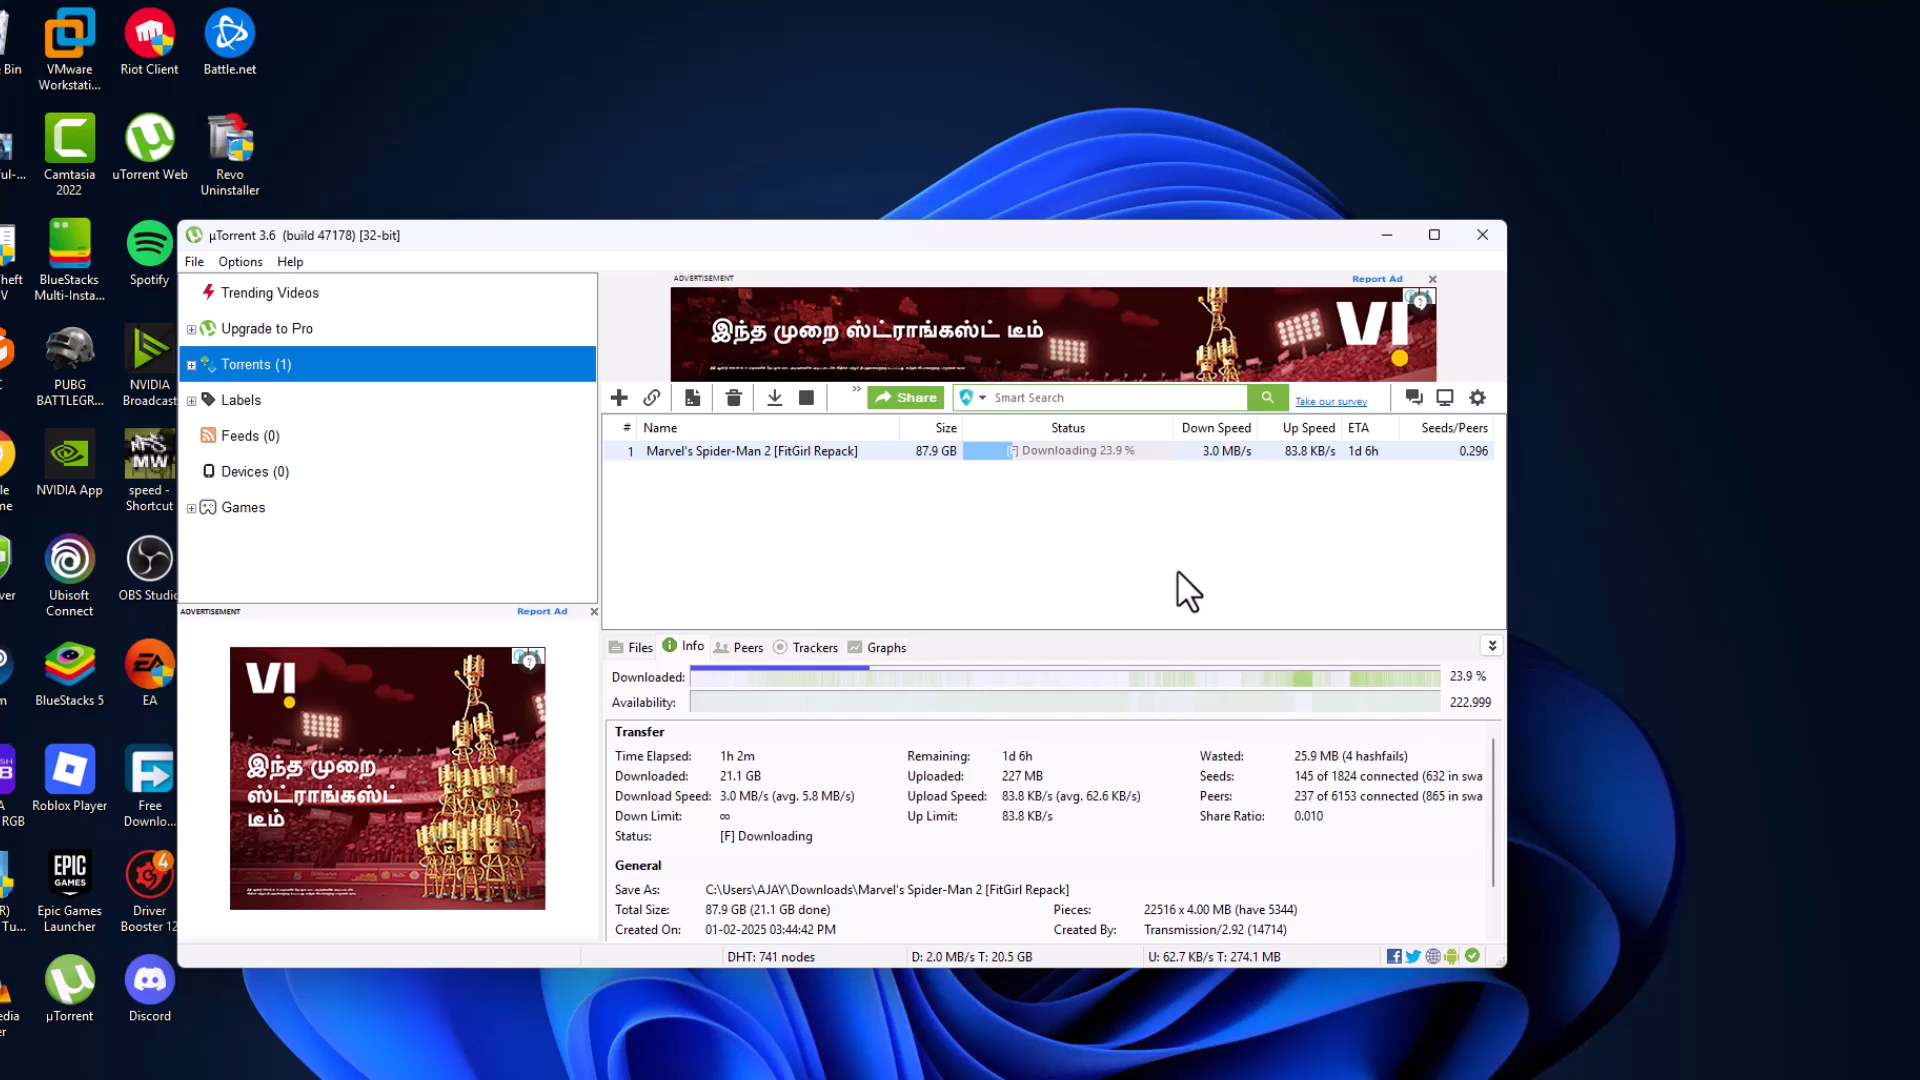 Bin
VMware
Workstati...
Riot Client
Battle.net
Camtasia
2022
uTorrent Web
Revo
Uninstaller
BlueStacks
Multi-Insta...
Spotify
PUBG
BATTLEGR...
NVIDIA
Broadcast
NVIDIA App
speed -
Shortcut
Ubisoft
Connect
OBS Studio
BlueStacks 5
EA
RGB
Roblox Player
Free
Downlo...
Tu...
EPIC
GAMES
Epic Games
Launcher
4
Driver
Booster 12
µTorrent
Discord
µTorrent 3.6 (build 47178) [32-bit]
File Options Help
Trending Videos
Upgrade to Pro
Torrents (1)
Labels
Feeds (0)
Devices (0)
Games
ADVERTISEMENT Report Ad
இந்த முறை ஸ்ட்ராங்கஸ்ட் டீம்
VI
Share Smart Search Take our survey
# Name Size Status Down Speed Up Speed ETA Seeds/Peers
1 Marvel's Spider-Man 2 [FitGirl Repack] 87.9 GB [F] Downloading 23.9 % 3.0 MB/s 83.8 KB/s 1d 6h 0.296
ADVERTISEMENT Report Ad
VI
இந்த முறை
ஸ்ட்ராங்கஸ்ட்
டீம்
Files Info Peers Trackers Graphs
Downloaded: 23.9 %
Availability: 222.999
Transfer
Time Elapsed: 1h 2m Remaining: 1d 6h Wasted: 25.9 MB (4 hashfails)
Downloaded: 21.1 GB Uploaded: 227 MB Seeds: 145 of 1824 connected (632 in swa
Download Speed: 3.0 MB/s (avg. 5.8 MB/s) Upload Speed: 83.8 KB/s (avg. 62.6 KB/s) Peers: 237 of 6153 connected (865 in swa
Down Limit: ∞ Up Limit: 83.8 KB/s Share Ratio: 0.010
Status: [F] Downloading
General
Save As: C:\Users\AJAY\Downloads\Marvel's Spider-Man 2 [FitGirl Repack]
Total Size: 87.9 GB (21.1 GB done) Pieces: 22516 x 4.00 MB (have 5344)
Created On: 01-02-2025 03:44:42 PM Created By: Transmission/2.92 (14714)
DHT: 741 nodes D: 2.0 MB/s T: 20.5 GB U: 62.7 KB/s T: 274.1 MB